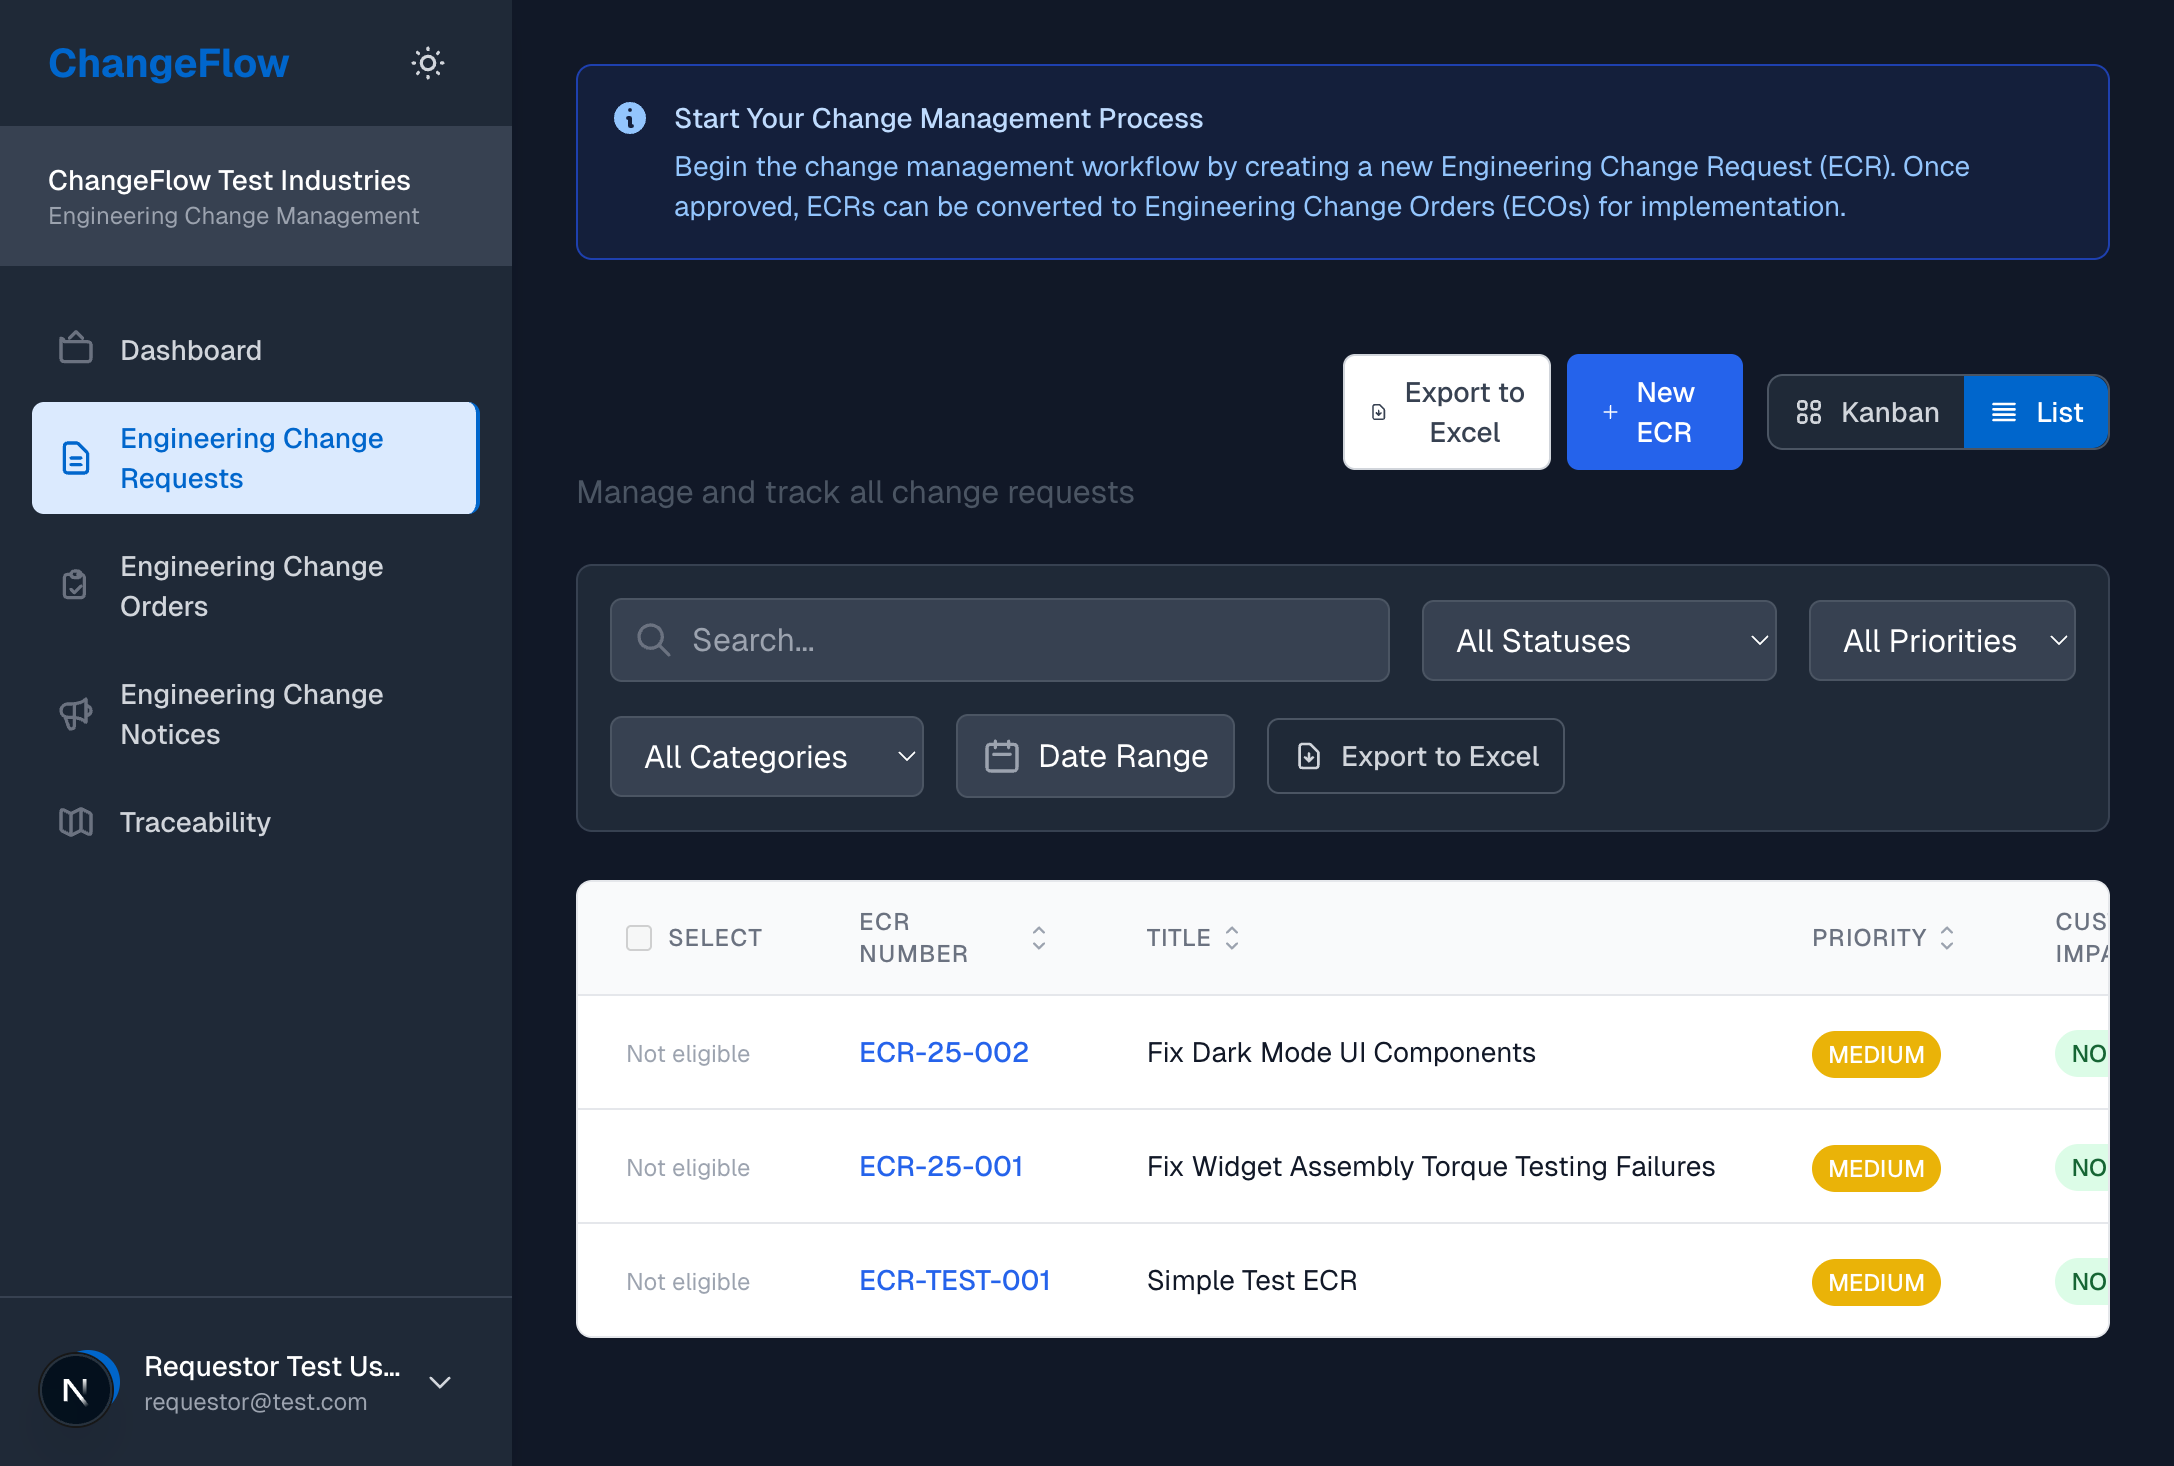 ChangeFlow
ChangeFlow Test Industries
Engineering Change Management
Dashboard
Engineering Change
Requests
Engineering Change
Orders
Engineering Change
Notices
Traceability
N
Requestor Test Us...
requestor@test.com
Start Your Change Management Process
Begin the change management workflow by creating a new Engineering Change Request (ECR). Once
approved, ECRs can be converted to Engineering Change Orders (ECOs) for implementation.
Export to
Excel
New
ECR
Kanban
List
Manage and track all change requests
Search...
All Statuses
All Priorities
All Categories
Date Range
Export to Excel
SELECT
ECR
NUMBER
TITLE
PRIORITY
CUS
IMPA
Not eligible
ECR-25-002
Fix Dark Mode UI Components
MEDIUM
NO
Not eligible
ECR-25-001
Fix Widget Assembly Torque Testing Failures
MEDIUM
NO
Not eligible
ECR-TEST-001
Simple Test ECR
MEDIUM
NO